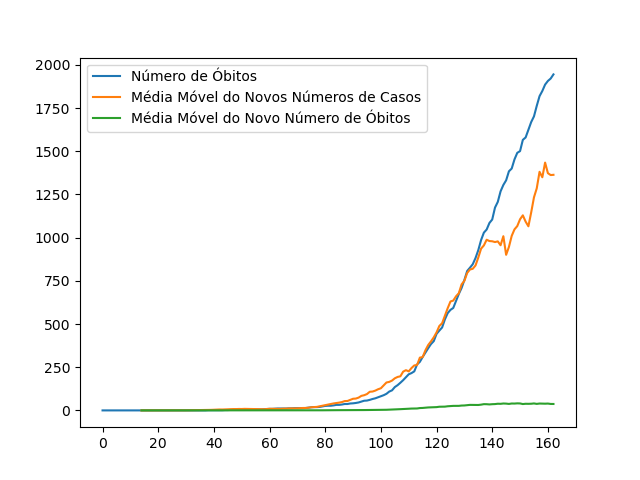 Número de Óbitos
Média Móvel do Novos Números de Casos
Média Móvel do Novo Número de Óbitos
2000
1750
1500
1250
1000
750
500
250
0
0 20 40 60 80 100 120 140 160